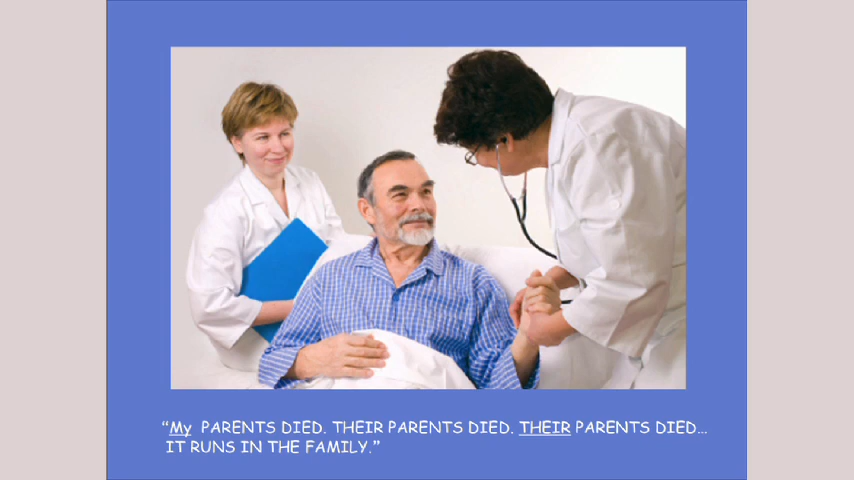 “My PARENTS DIED. THEIR PARENTS DIED. THEIR PARENTS DIED…
IT RUNS IN THE FAMILY.”